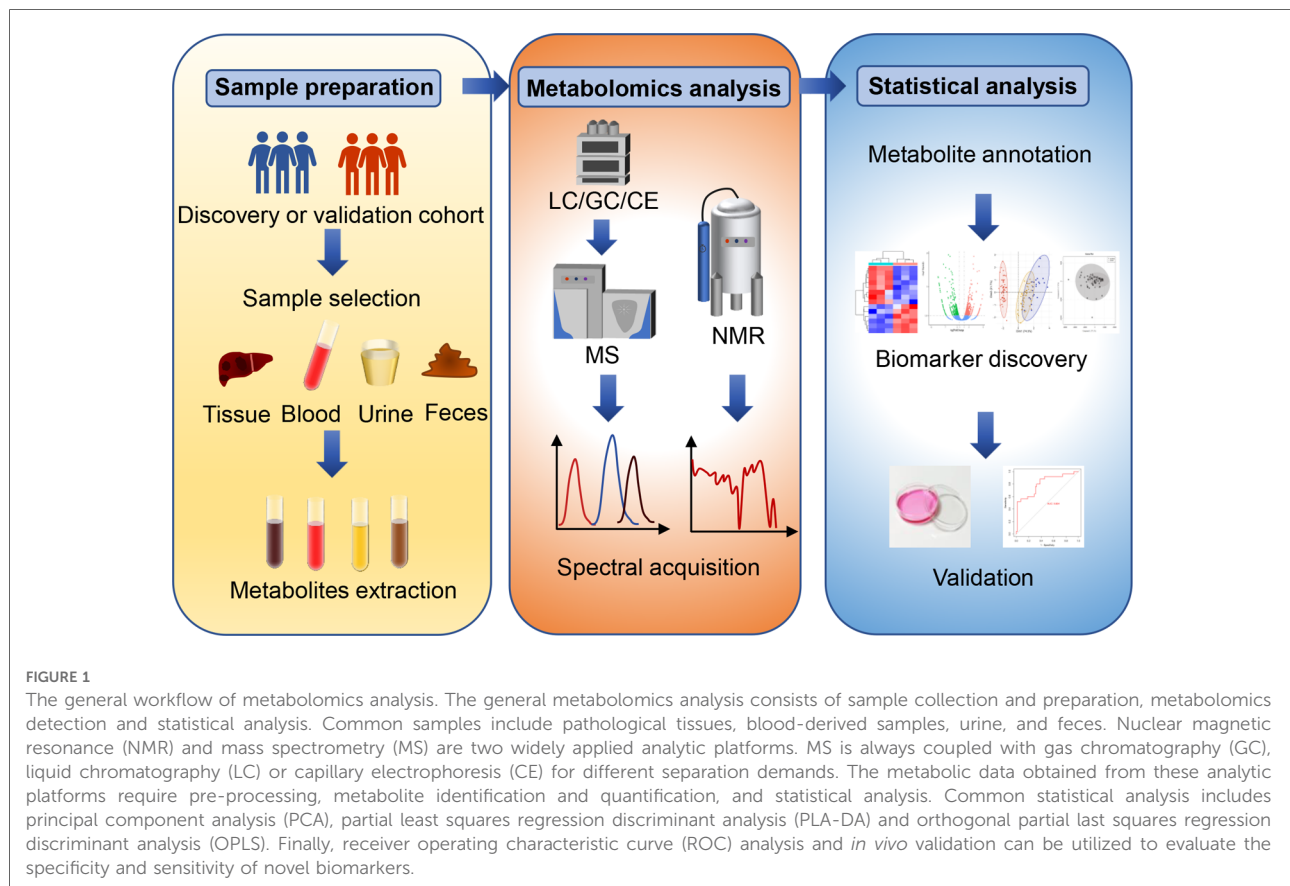 Sample preparation
Discovery or validation cohort
Sample selection
Tissue Blood Urine Feces
Metabolites extraction
Metabolomics analysis
LC/GC/CE
MS
NMR
Spectral acquisition
Statistical analysis
Metabolite annotation
Biomarker discovery
Validation
FIGURE 1
The general workflow of metabolomics analysis. The general metabolomics analysis consists of sample collection and preparation, metabolomics
detection and statistical analysis. Common samples include pathological tissues, blood-derived samples, urine, and feces. Nuclear magnetic
resonance (NMR) and mass spectrometry (MS) are two widely applied analytic platforms. MS is always coupled with gas chromatography (GC),
liquid chromatography (LC) or capillary electrophoresis (CE) for different separation demands. The metabolic data obtained from these analytic
platforms require pre-processing, metabolite identification and quantification, and statistical analysis. Common statistical analysis includes
principal component analysis (PCA), partial least squares regression discriminant analysis (PLA-DA) and orthogonal partial last squares regression
discriminant analysis (OPLS). Finally, receiver operating characteristic curve (ROC) analysis and in vivo validation can be utilized to evaluate the
specificity and sensitivity of novel biomarkers.